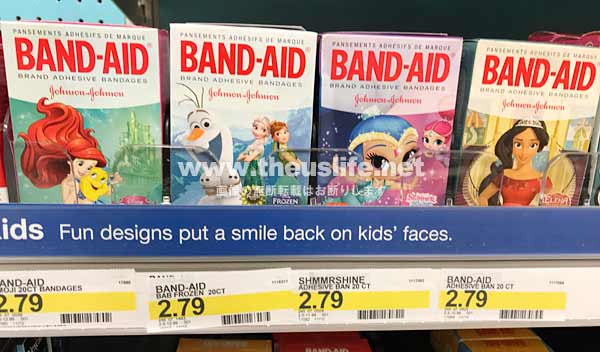 PANSEMENTS ADHÉSIFS DE MARQUE
BAND-AID
BRAND ADHESIVE BANDAGES
Johnson+Johnson
PANSEMENTS ADHÉSIFS DE MARQUE
BAND-AID
BRAND ADHESIVE BANDAGES
Johnson+Johnson
FROZEN
PANSEMENTS ADHÉSIFS DE MARQUE
BAND-AID
BRAND ADHESIVE BANDAGES
Johnson+Johnson
PANSEMENTS ADHÉSIFS DE MARQUE
BAND-AID
BRAND ADHESIVE BANDAGES
Johnson+Johnson
ELENA
www.theuslife.net
画像の無断転載はお断りします
kids Fun designs put a smile back on kids' faces.
BAND-AID
MOJI 20CT BANDAGES
2.79
BAND-AID
BAB FROZEN 20CT
2.79
SHMMRSHINE
ADHESIVE BAN 20 CT
2.79
BAND-AID
ADHESIVE BAN 20 CT
2.79